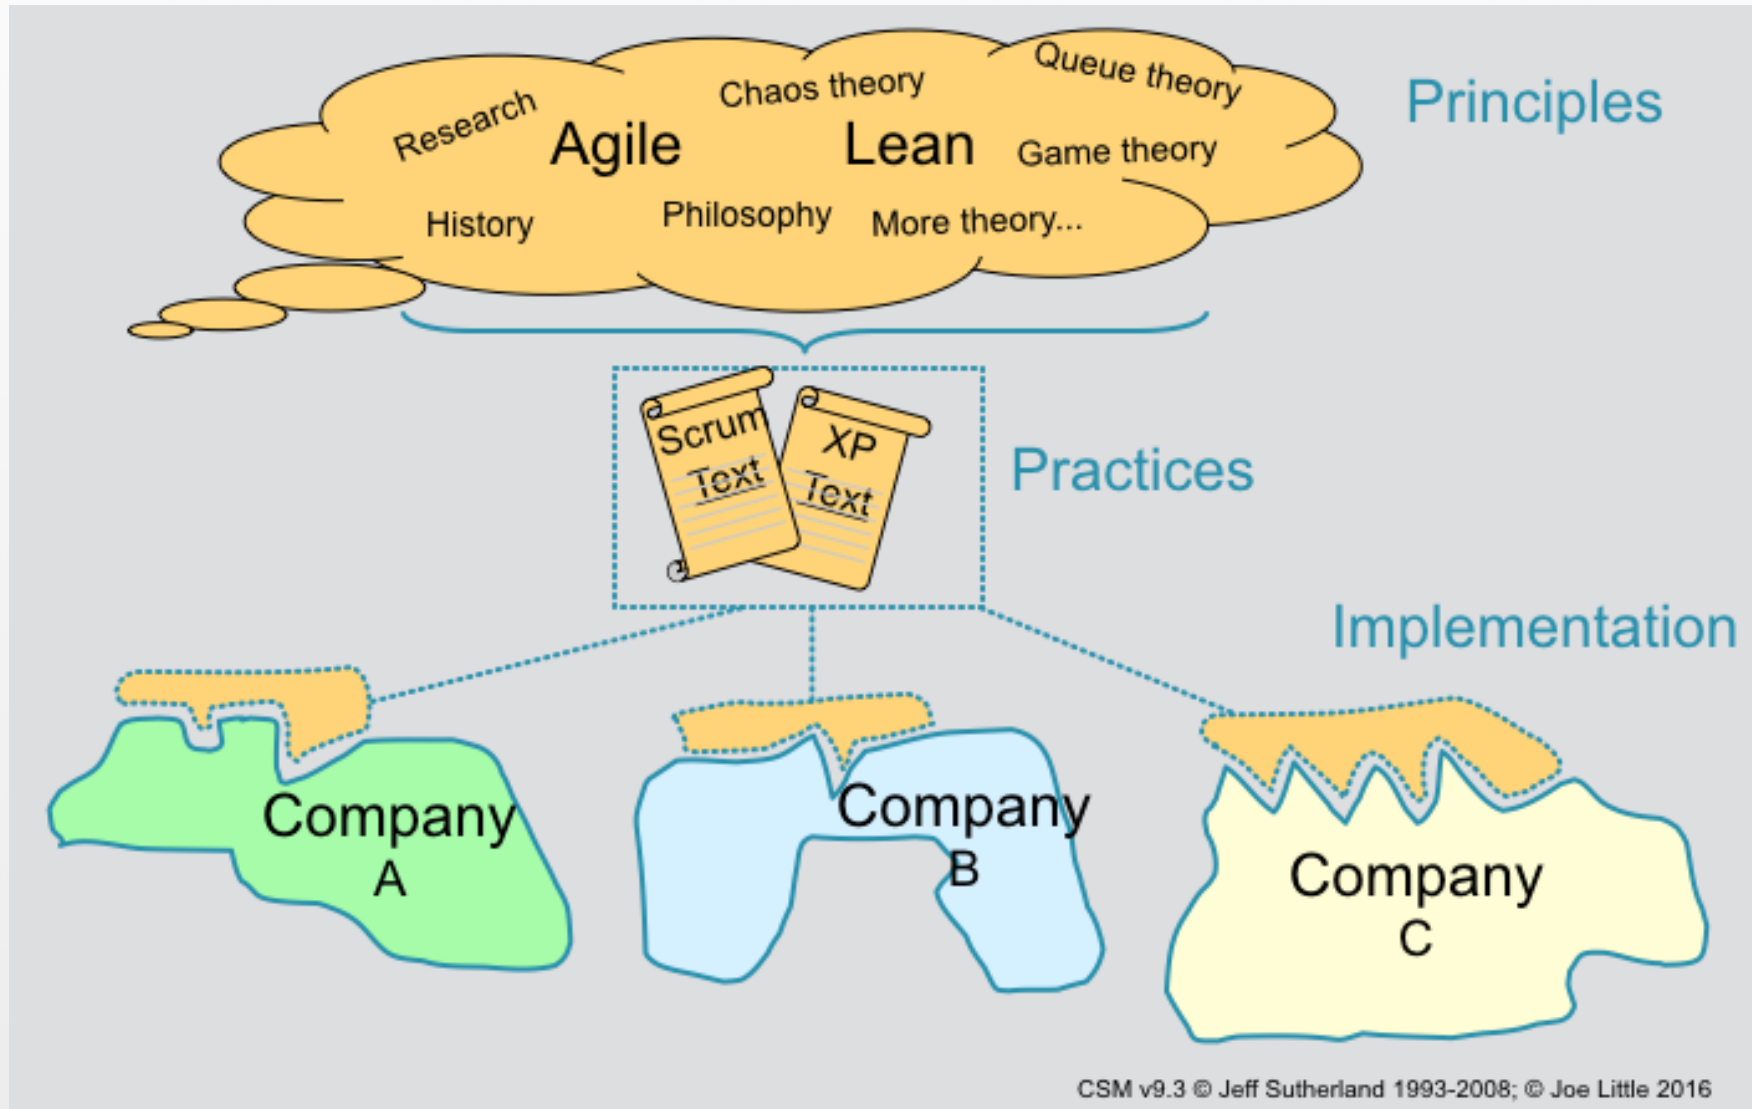 Queue theory
Chaos theory
Research
Principles
Agile
Lean
Game theory
History
Philosophy
More theory...
Scrum
Text
XP
Text
Practices
Implementation
Company
A
Company
B
Company
C
CSM v9.3 © Jeff Sutherland 1993-2008; © Joe Little 2016